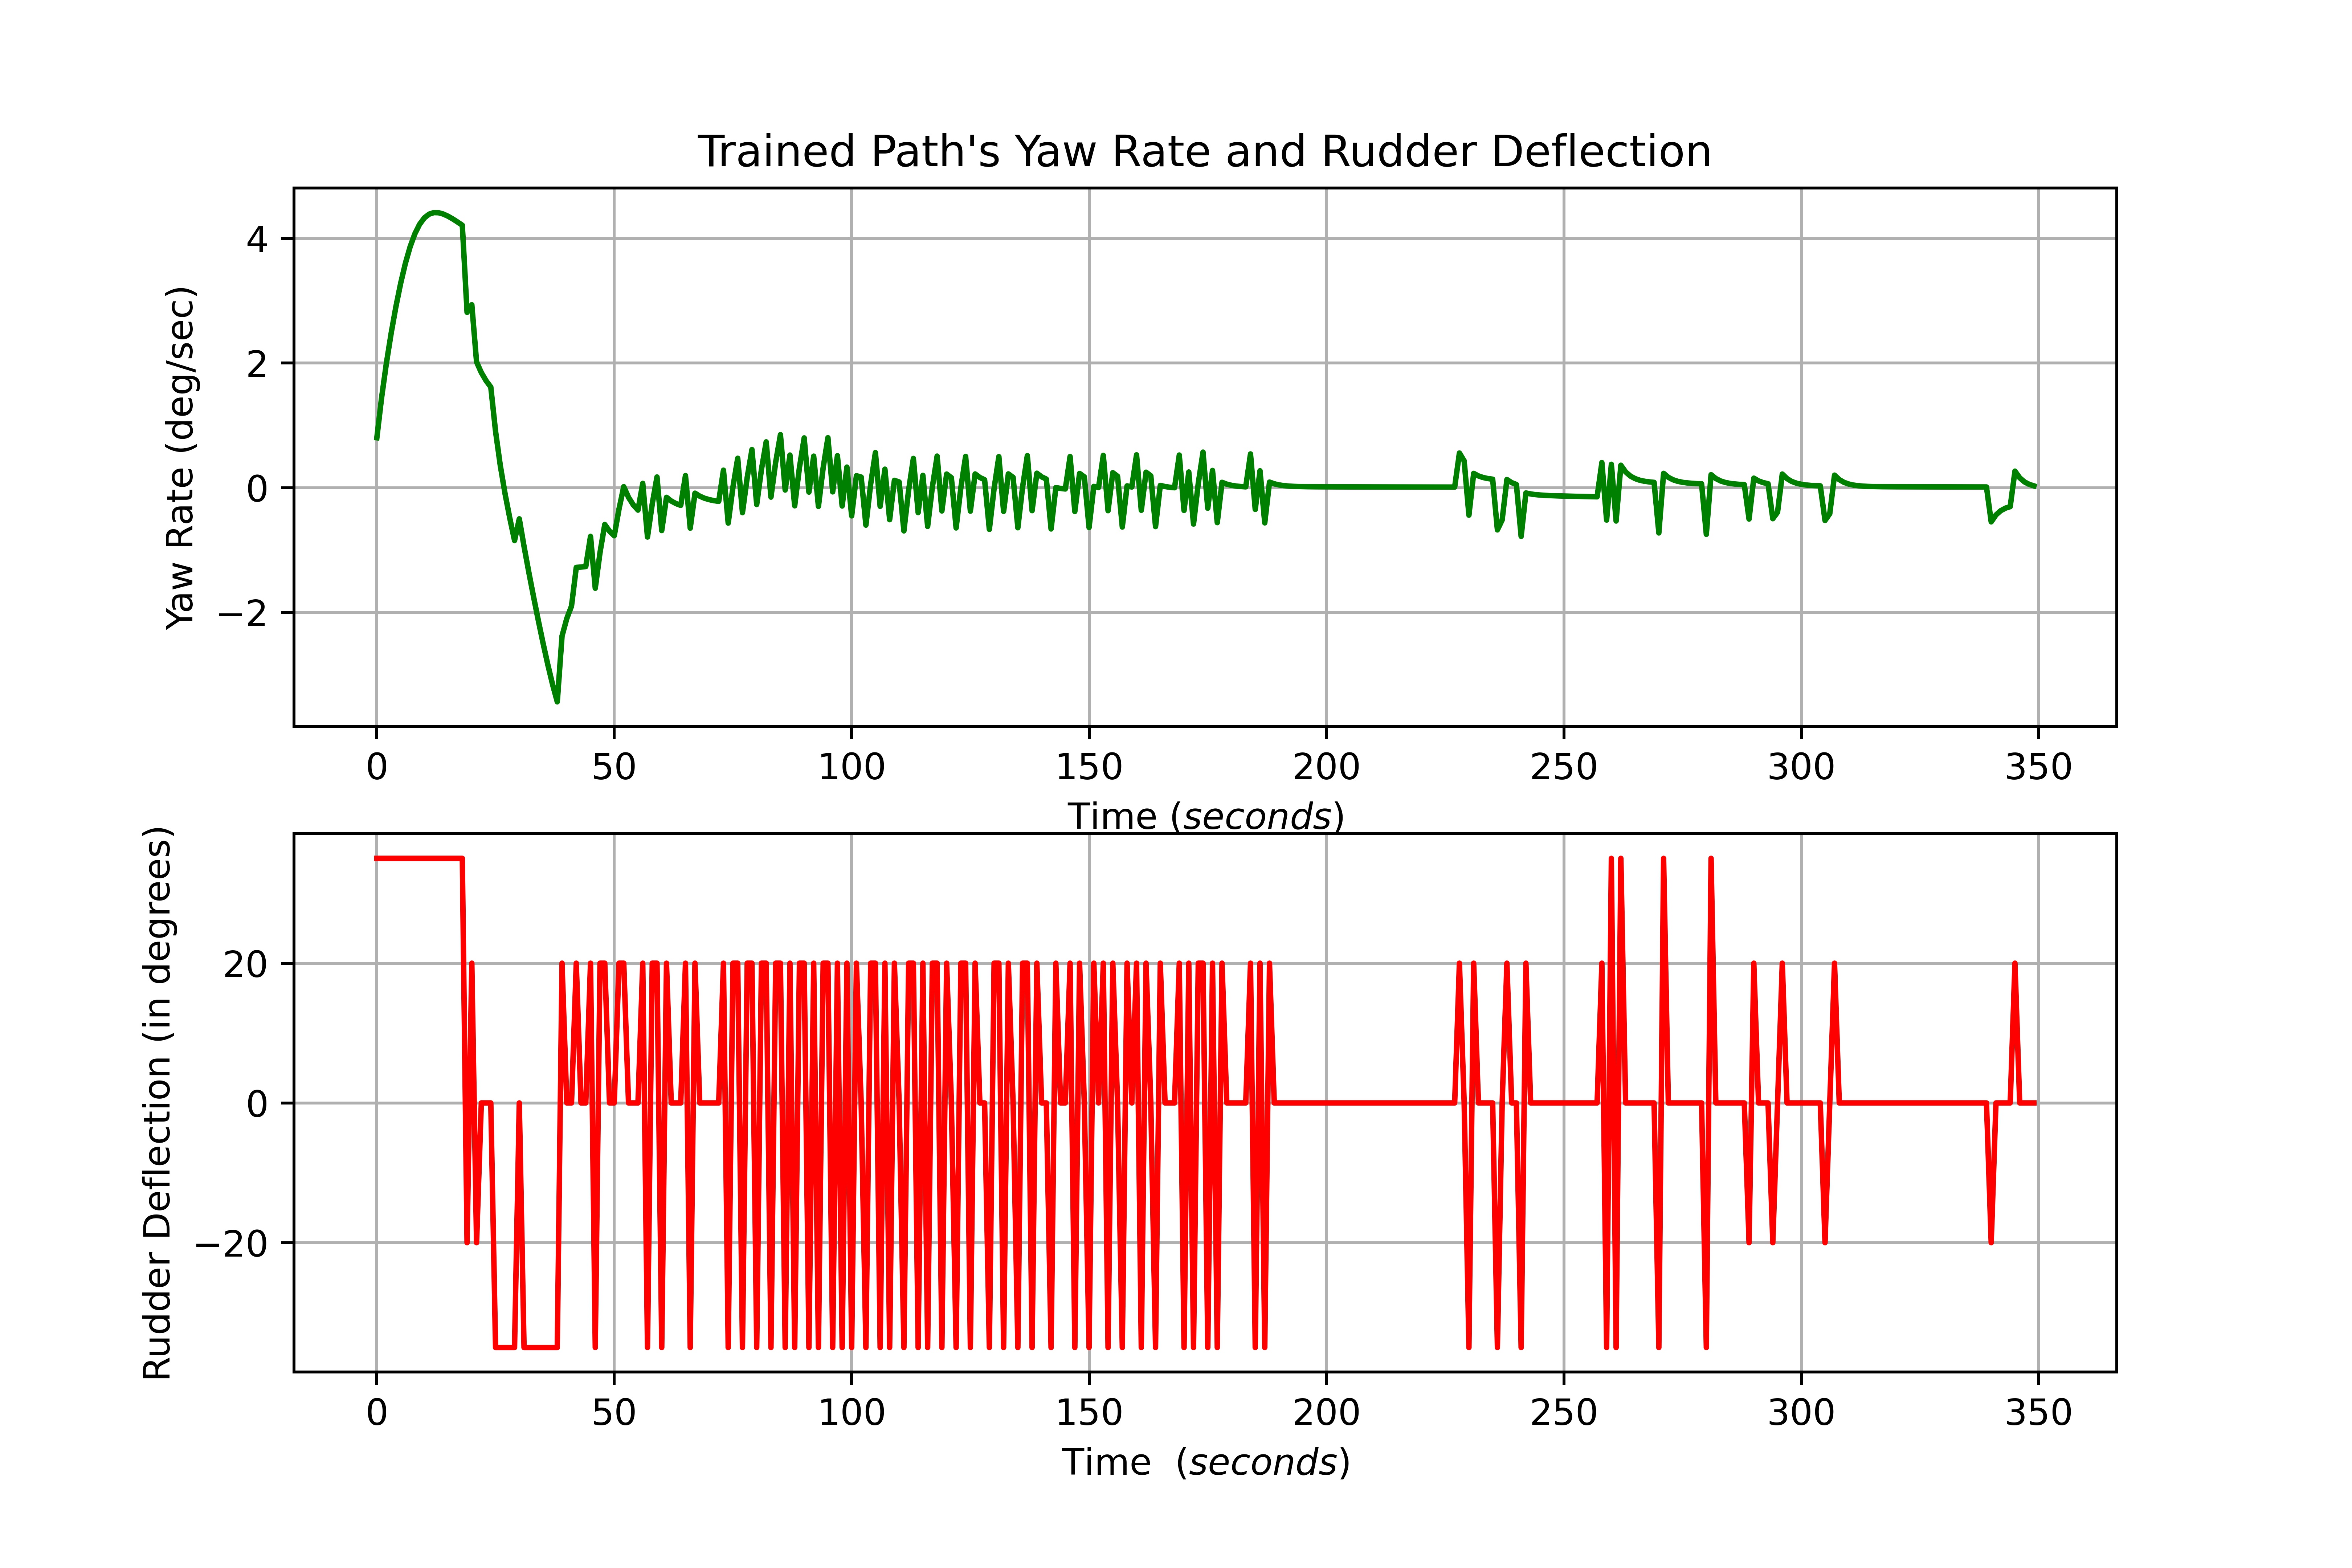 Trained Path's Yaw Rate and Rudder Deflection
Yaw Rate (deg/sec)
4
2
0
−2
0 50 100 150 200 250 300 350
Time (seconds)
Rudder Deflection (in degrees)
20
0
−20
0 50 100 150 200 250 300 350
Time (seconds)